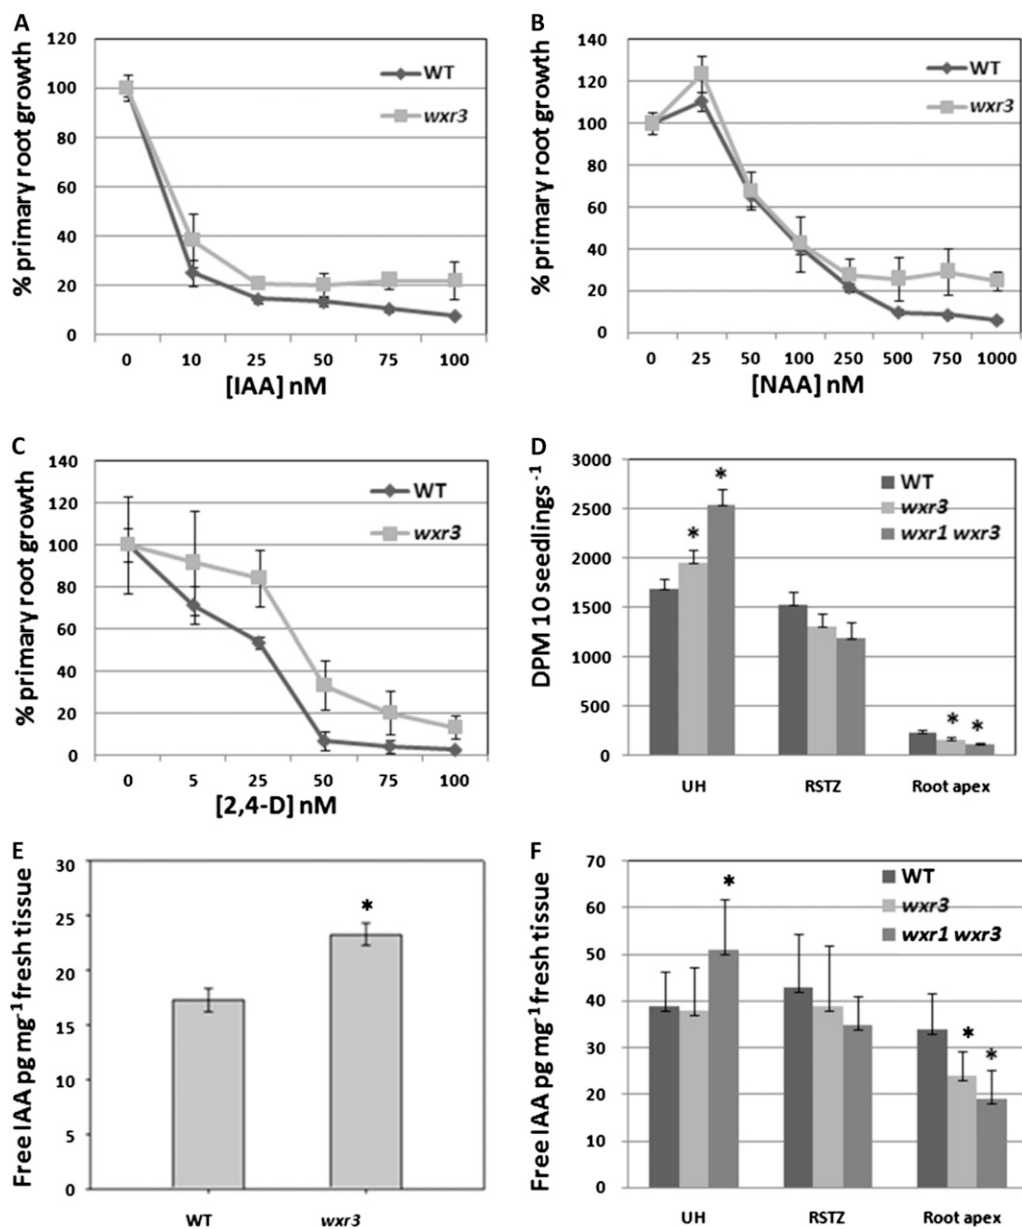 A
% primary root growth
120
100
80
60
40
20
0
WT
wxr3
0 10 25 50 75 100
[IAA] nM
B
% primary root growth
140
120
100
80
60
40
20
0
WT
wxr3
0 25 50 100 250 500 750 1000
[NAA] nM
C
% primary root growth
140
120
100
80
60
40
20
0
WT
wxr3
0 5 25 50 75 100
[2,4-D] nM
D
DPM 10 seedlings⁻¹
3000
2500
2000
1500
1000
500
0
WT
wxr3
wxr1 wxr3
* * * *
UH RSTZ Root apex
E
Free IAA pg mg⁻¹ fresh tissue
30
25
20
15
10
5
0
*
WT wxr3
F
Free IAA pg mg⁻¹ fresh tissue
70
60
50
40
30
20
10
0
WT
wxr3
wxr1 wxr3
* * *
UH RSTZ Root apex